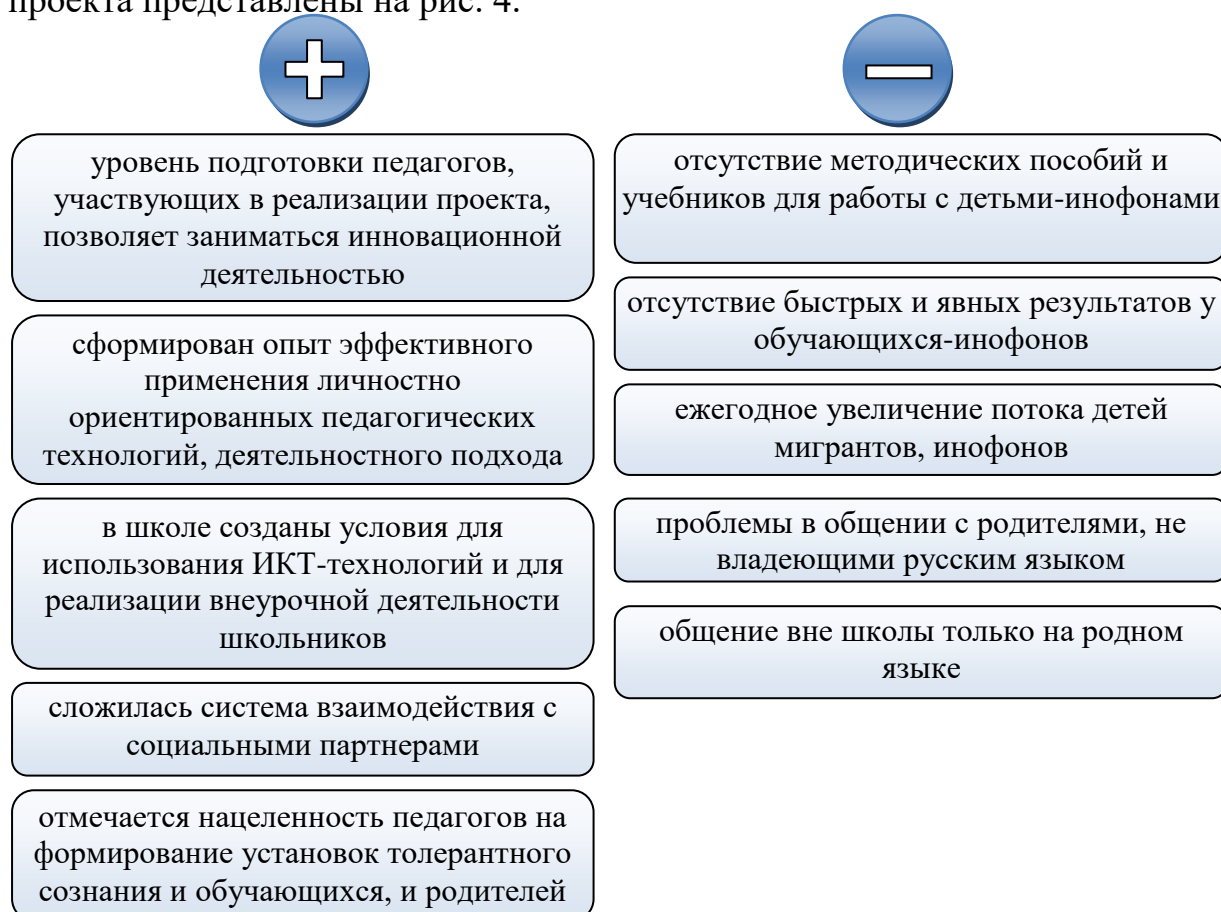 проекта представлены на рис. 4.
уровень подготовки педагогов,
участвующих в реализации проекта,
позволяет заниматься инновационной
деятельностью
сформирован опыт эффективного
применения личностно
ориентированных педагогических
технологий, деятельностного подхода
в школе созданы условия для
использования ИКТ-технологий и для
реализации внеурочной деятельности
школьников
сложилась система взаимодействия с
социальными партнерами
отмечается нацеленность педагогов на
формирование установок толерантного
сознания и обучающихся, и родителей
отсутствие методических пособий и
учебников для работы с детьми-инофонами
отсутствие быстрых и явных результатов у
обучающихся-инофонов
ежегодное увеличение потока детей
мигрантов, инофонов
проблемы в общении с родителями, не
владеющими русским языком
общение вне школы только на родном
языке